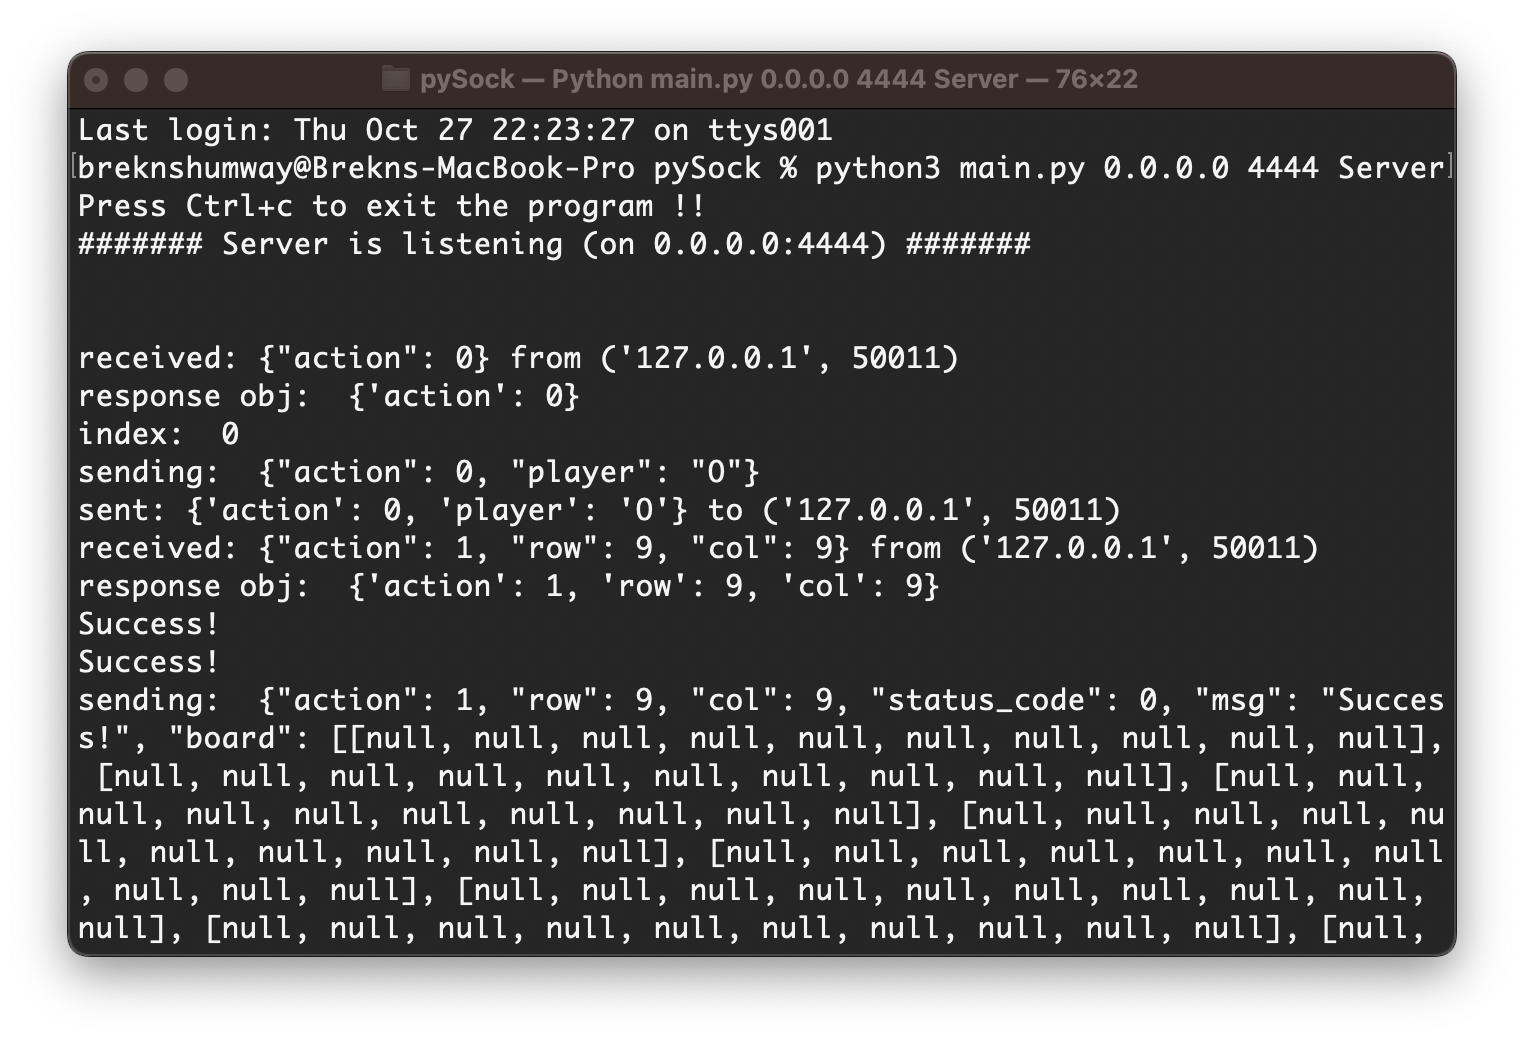 pySock — Python main.py 0.0.0.0 4444 Server — 76×22
Last login: Thu Oct 27 22:23:27 on ttys001
[breknshumway@Brekns-MacBook-Pro pySock % python3 main.py 0.0.0.0 4444 Server]
Press Ctrl+c to exit the program !!
####### Server is listening (on 0.0.0.0:4444) #######
received: {"action": 0} from ('127.0.0.1', 50011)
response obj:  {'action': 0}
index:  0
sending:  {"action": 0, "player": "O"}
sent: {'action': 0, 'player': 'O'} to ('127.0.0.1', 50011)
received: {"action": 1, "row": 9, "col": 9} from ('127.0.0.1', 50011)
response obj:  {'action': 1, 'row': 9, 'col': 9}
Success!
Success!
sending:  {"action": 1, "row": 9, "col": 9, "status_code": 0, "msg": "Succes
s!", "board": [[null, null, null, null, null, null, null, null, null, null],
 [null, null, null, null, null, null, null, null, null, null], [null, null,
null, null, null, null, null, null, null, null], [null, null, null, null, nu
ll, null, null, null, null, null], [null, null, null, null, null, null, null
, null, null, null], [null, null, null, null, null, null, null, null, null,
null], [null, null, null, null, null, null, null, null, null, null], [null,